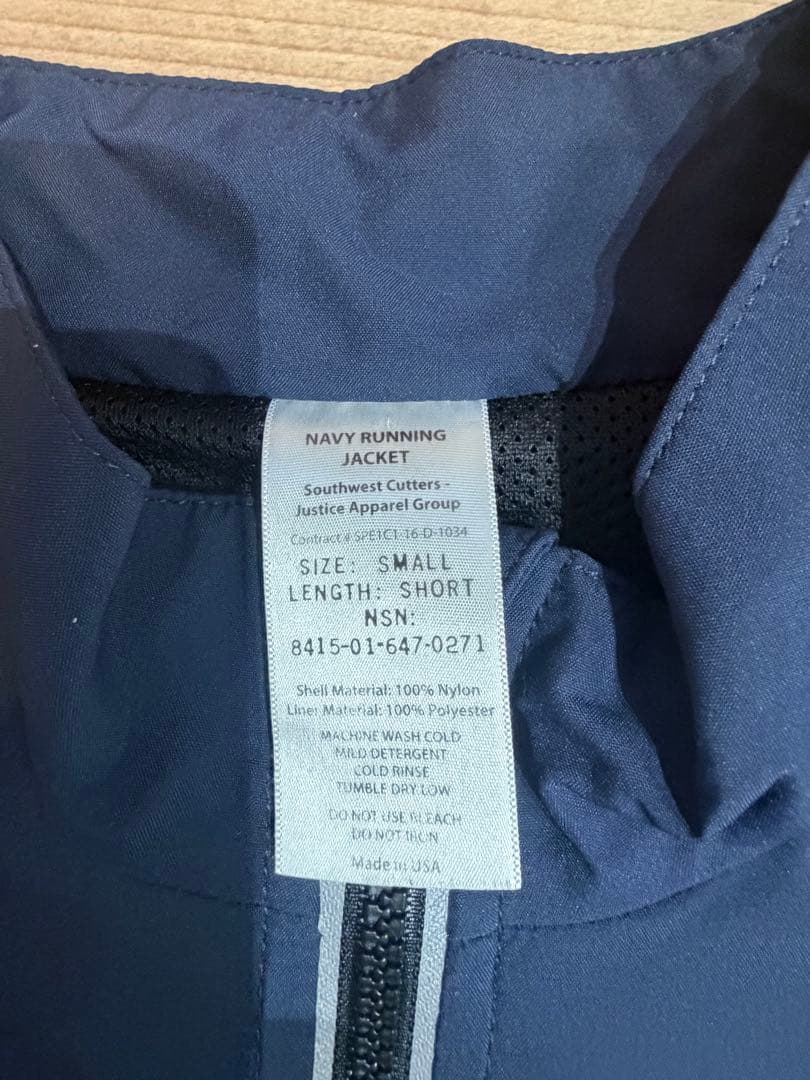 NAVY RUNNING
JACKET
Southwest Cutters -
Justice Apparel Group
Contract # SPE1C1-16-D-1034
SIZE: SMALL
LENGTH: SHORT
NSN:
8415-01-647-0271
Shell Material: 100% Nylon
Liner Material: 100% Polyester
MACHINE WASH COLD
MILD DETERGENT
COLD RINSE
TUMBLE DRY LOW
DO NOT USE BLEACH
DO NOT IRON
Made in USA